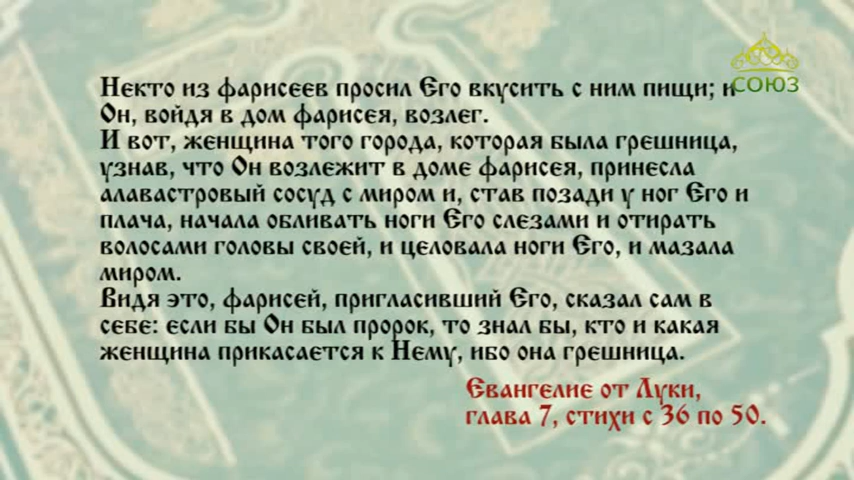 Некто из фарисеев просил Его вкусить с ним пищи; и
Он, войдя в дом фарисея, возлег.
И вот, женщина того города, которая была грешница,
узнав, что Он возлежит в доме фарисея, принесла
алавастровый сосуд с миром и, став позади у ног Его и
плача, начала обливать ноги Его слезами и отирать
волосами головы своей, и целовала ноги Его, и мазала
миром.
Видя это, фарисей, пригласивший Его, сказал сам в
себе: если бы Он был пророк, то знал бы, кто и какая
женщина прикасается к Нему, ибо она грешница.
Евангелие от Луки,
глава 7, стихи с 36 по 50.
СОЮЗ